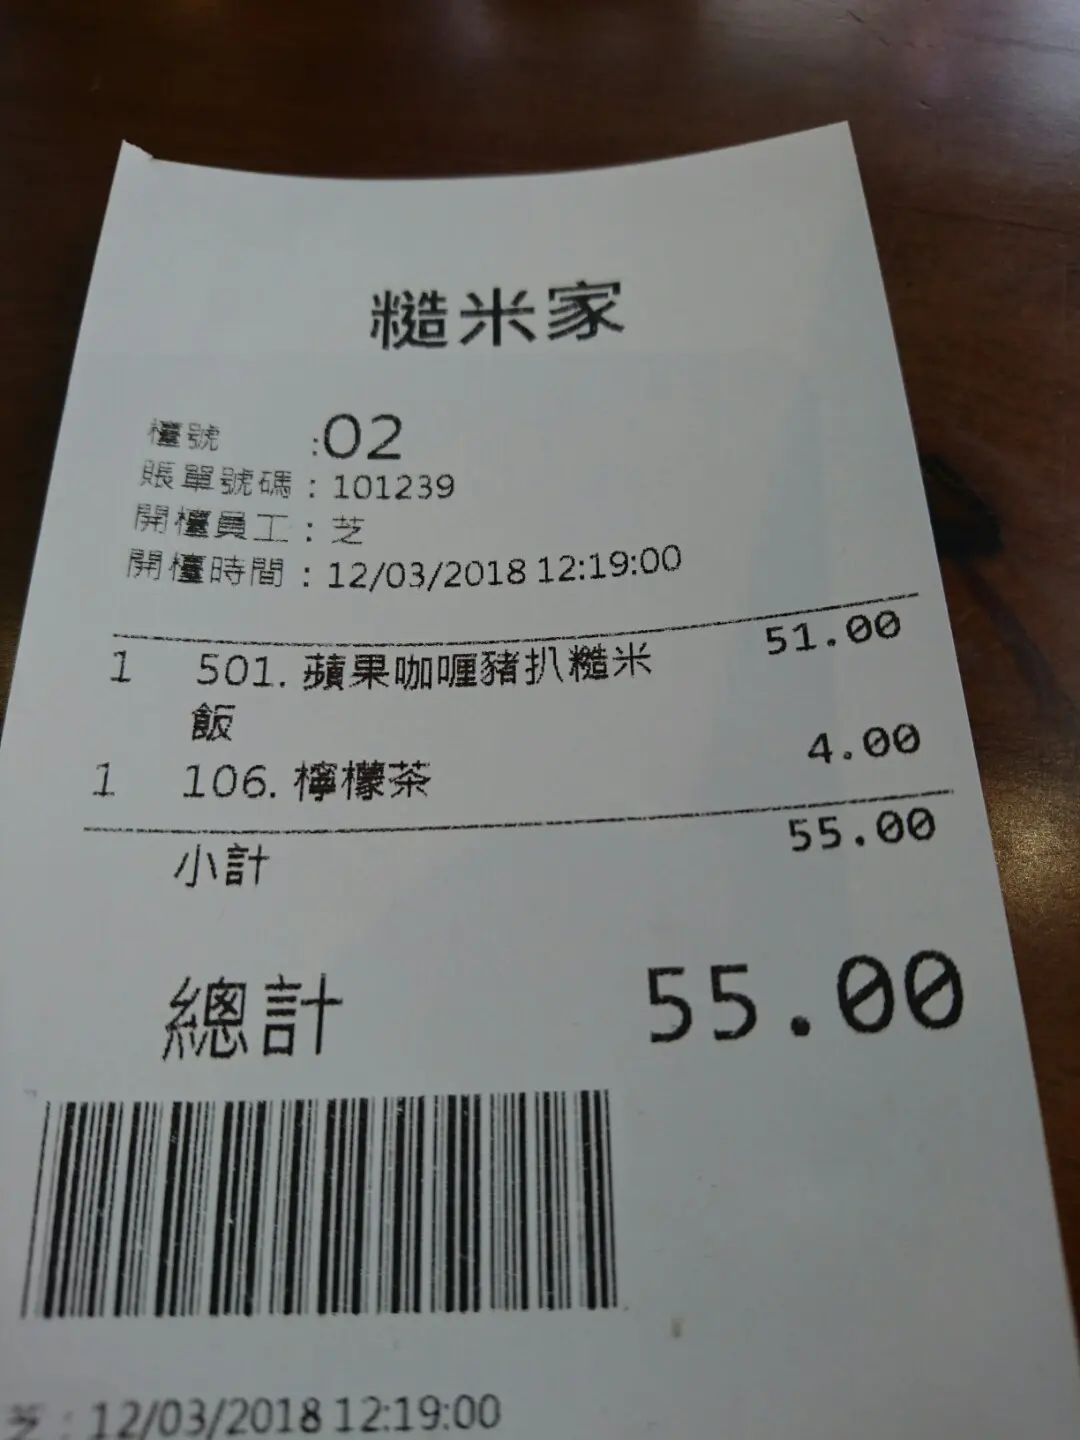 糙米家
檯號 :02
賬單號碼 : 101239
開檯員工 : 芝
開檯時間 : 12/03/2018 12:19:00
1 501. 蘋果咖喱豬扒糙米 51.00
飯
1 106. 檸檬茶 4.00
小計 55.00
總計 55.00
芝 : 12/03/2018 12:19:00